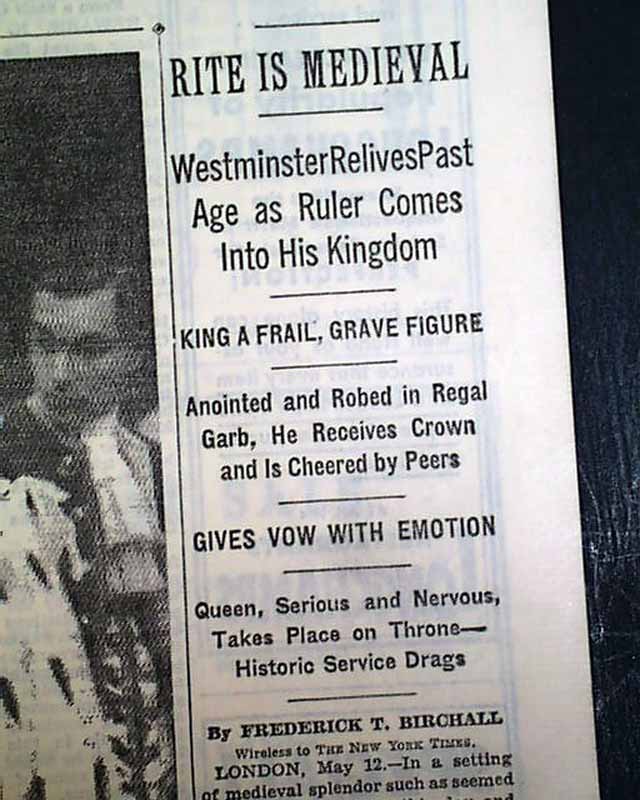 RITE IS MEDIEVAL
Westminster Relives Past
Age as Ruler Comes
Into His Kingdom
KING A FRAIL, GRAVE FIGURE
Anointed and Robed in Regal
Garb, He Receives Crown
and Is Cheered by Peers
GIVES VOW WITH EMOTION
Queen, Serious and Nervous,
Takes Place on Throne—
Historic Service Drags
By FREDERICK T. BIRCHALL
Wireless to THE NEW YORK TIMES.
LONDON, May 12.—In a setting
of medieval splendor such as seemed